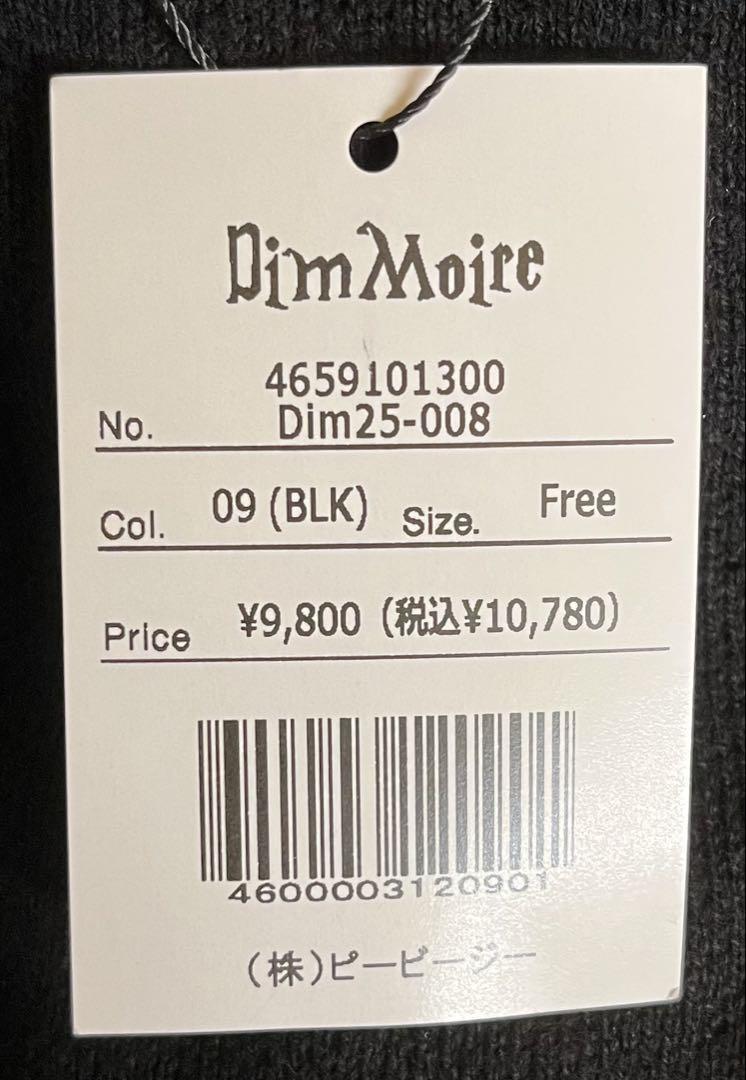 Dim Moire
4659101300
No. Dim25-008
Col. 09 (BLK) Size. Free
Price ¥9,800 (税込¥10,780)
4600003120901
(株)ピービージー